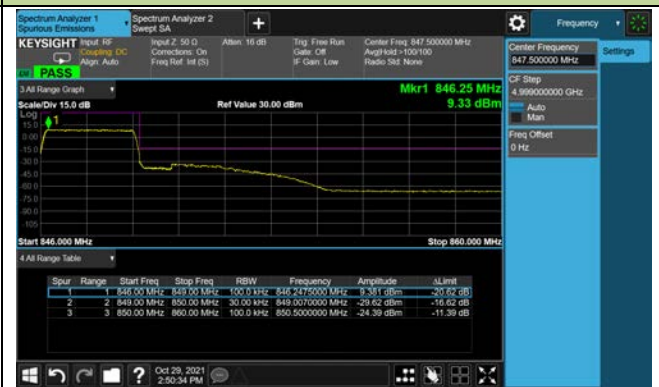 Spectrum Analyzer 1
Spurious Emissions
Spectrum Analyzer 2
Swept SA
Frequency
KEYSIGHT
Input: RF
Coupling: DC
Align: Auto
Input Z: 50 Ω
Corrections: On
Freq Ref: Int (S)
Atten: 16 dB
Trig: Free Run
Gate: Off
IF Gain: Low
Center Freq: 847.500000 MHz
Avg|Hold:>100/100
Radio Std: None
PASS
Center Frequency
847.500000 MHz
Settings
CF Step
4.999000000 GHz
Auto
Man
Freq Offset
0 Hz
3 All Range Graph
Mkr1 846.25 MHz
9.33 dBm
Scale/Div 15.0 dB
Ref Value 30.00 dBm
Log
15.0
0.00
-15.0
-30.0
-45.0
-60.0
-75.0
-90.0
-105
1
Start 846.000 MHz
Stop 860.000 MHz
4 All Range Table
Spur Range Start Freq Stop Freq RBW Frequency Amplitude ΔLimit
1 1 846.00 MHz 849.00 MHz 100.0 kHz 846.2475000 MHz 9.381 dBm -20.62 dB
2 2 849.00 MHz 850.00 MHz 30.00 kHz 849.0070000 MHz -29.62 dBm -16.62 dB
3 3 850.00 MHz 860.00 MHz 100.0 kHz 850.5000000 MHz -24.39 dBm -11.39 dB
Oct 29, 2021
2:50:34 PM